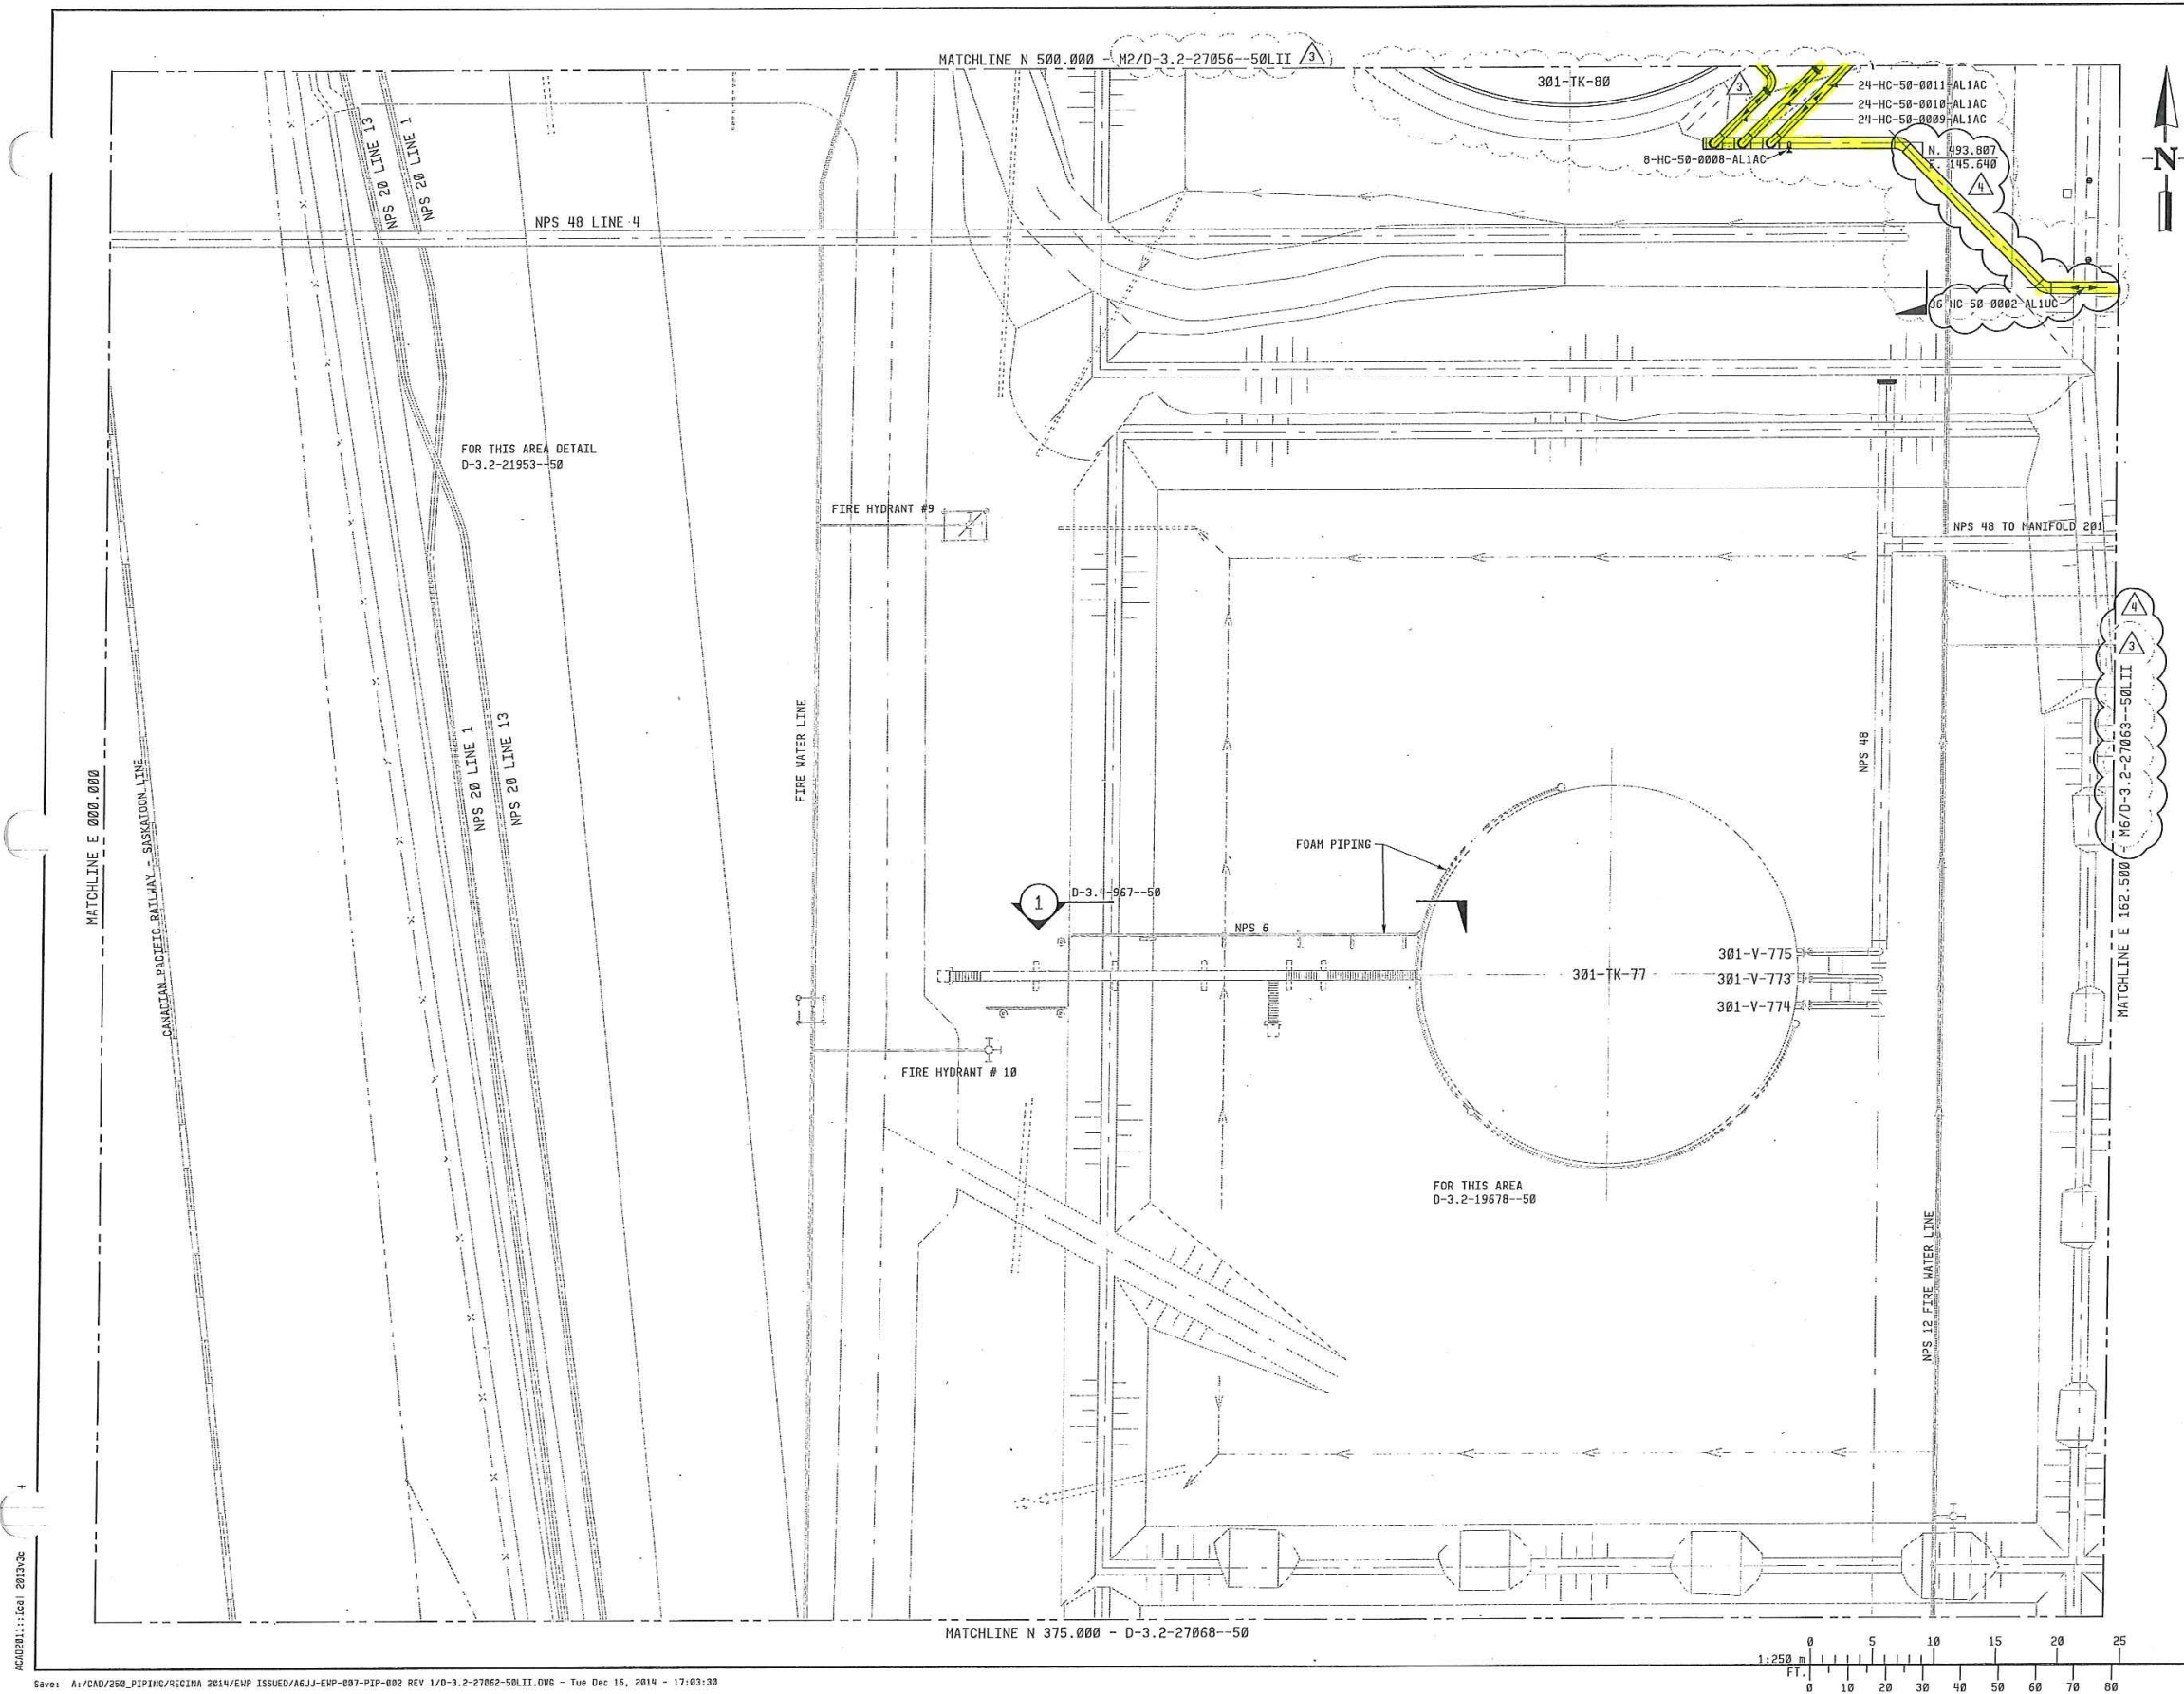 MATCHLINE N 500.000 - M2/D-3.2-27056--50LII 3
301-TK-80
3
24-HC-50-0011-AL1AC
24-HC-50-0010-AL1AC
24-HC-50-0009-AL1AC
8-HC-50-0008-AL1AC
N. 493.807
E. 145.640
4
N
NPS 20 LINE 13
NPS 20 LINE 1
NPS 48 LINE 4
36-HC-50-0002-AL1UC
FOR THIS AREA DETAIL
D-3.2-21953--50
FIRE HYDRANT #9
NPS 48 TO MANIFOLD 201
4
3
MATCHLINE E 162.500 - M6/D-3.2-27063--50LII
NPS 20 LINE 1
NPS 20 LINE 13
FIRE WATER LINE
NPS 48
MATCHLINE E 000.000
CANADIAN PACIFIC RAILWAY - SASKATOON LINE
FOAM PIPING
1
D-3.4-967--50
NPS 6
301-TK-77
301-V-775
301-V-773
301-V-774
FIRE HYDRANT # 10
FOR THIS AREA
D-3.2-19678--50
NPS 12 FIRE WATER LINE
MATCHLINE N 375.000 - D-3.2-27068--50
0 5 10 15 20 25
1:250 m
FT.
0 10 20 30 40 50 60 70 80
ACAD2011::lcal 2013v3c
Save: A:/CAD/250_PIPING/REGINA 2014/EWP ISSUED/A6JJ-EWP-007-PIP-002 REV 1/D-3.2-27062-50LII.DWG - Tue Dec 16, 2014 - 17:03:30